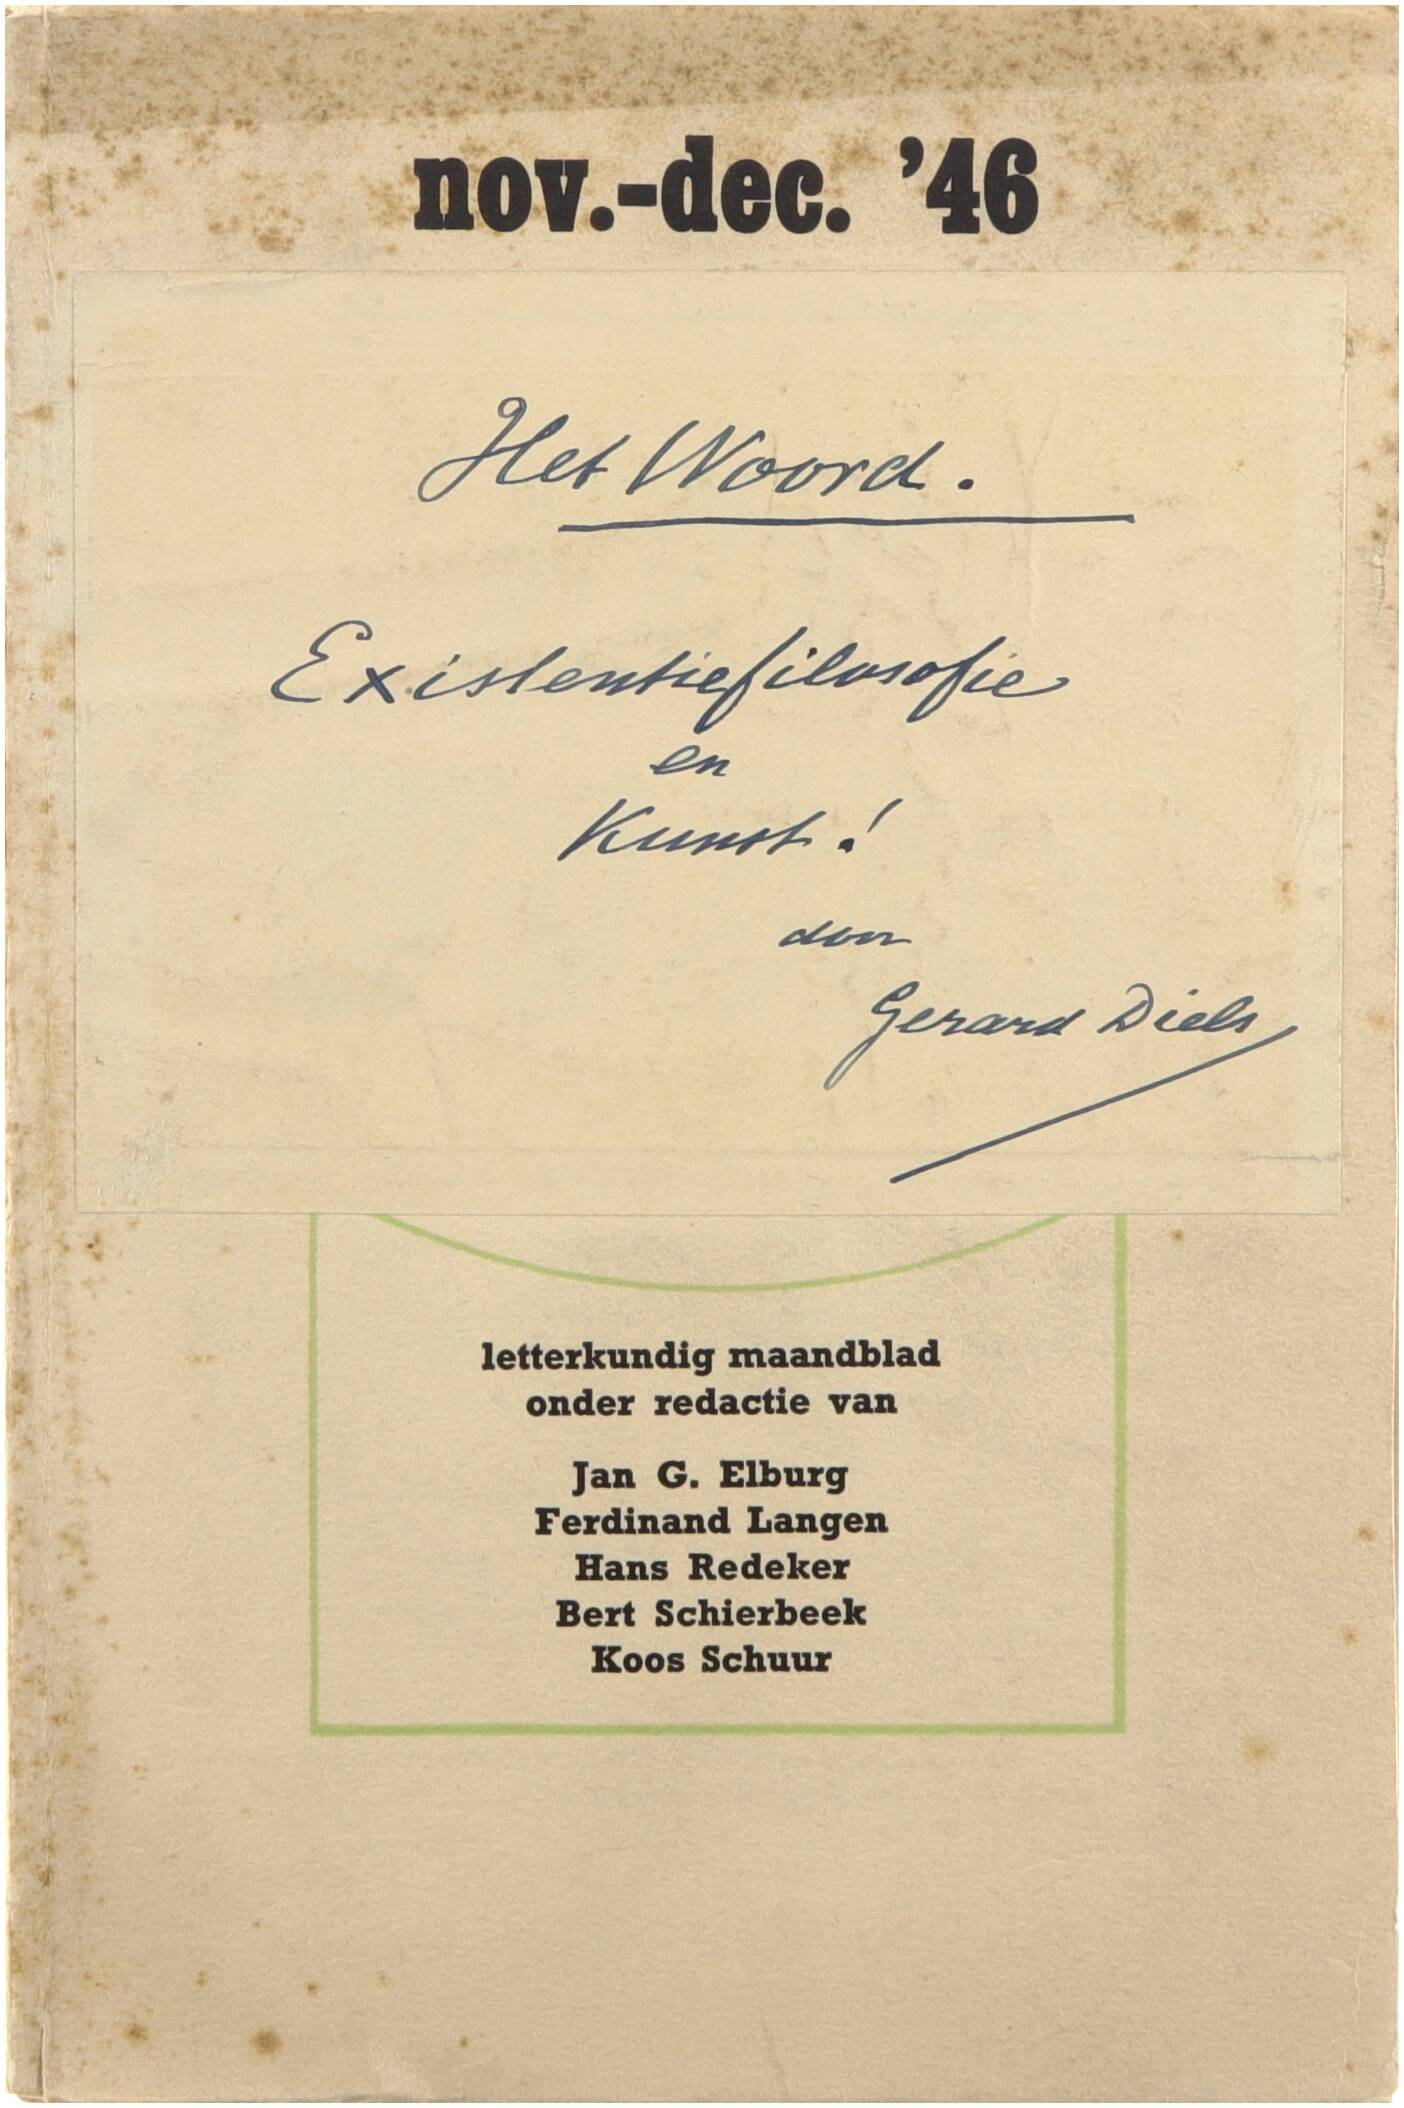 nov.-dec. '46
Het Woord.
Existentiefilosofie
en
Kunst!
door
Gerard Diels
letterkundig maandblad
onder redactie van
Jan G. Elburg
Ferdinand Langen
Hans Redeker
Bert Schierbeek
Koos Schuur